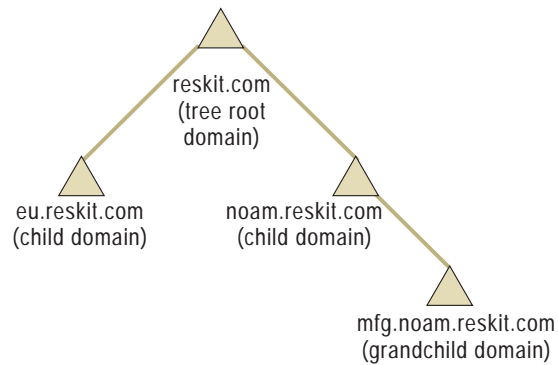 reskit.com
(tree root
domain)
eu.reskit.com
(child domain)
noam.reskit.com
(child domain)
mfg.noam.reskit.com
(grandchild domain)